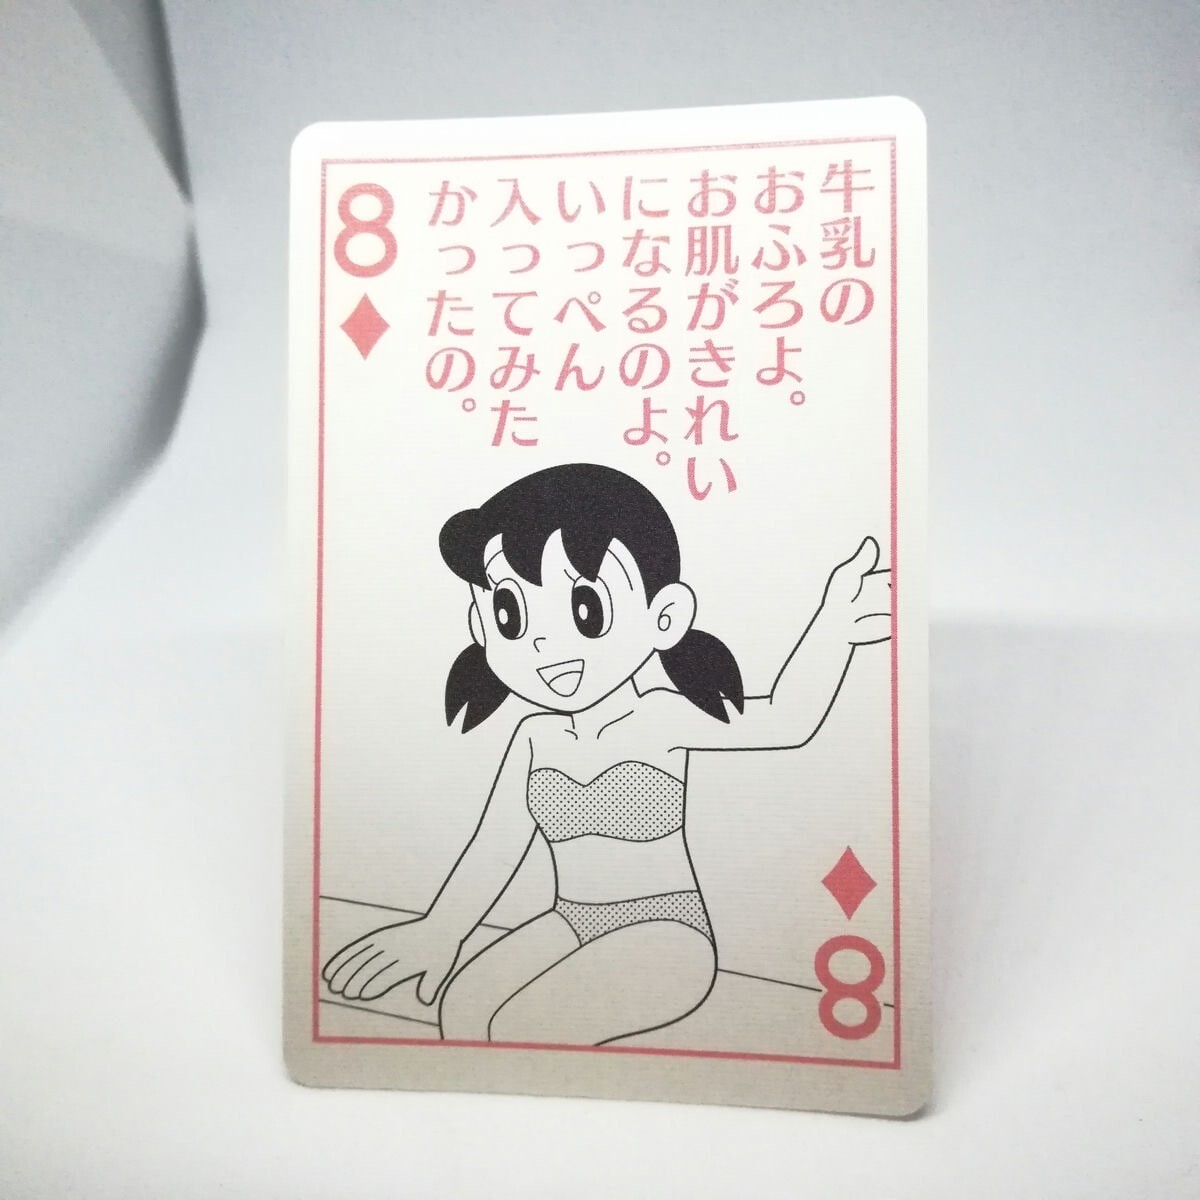 8
牛乳の
おふろよ。
お肌がきれい
になるのよ。
いっぺん
入ってみた
かったの。
8